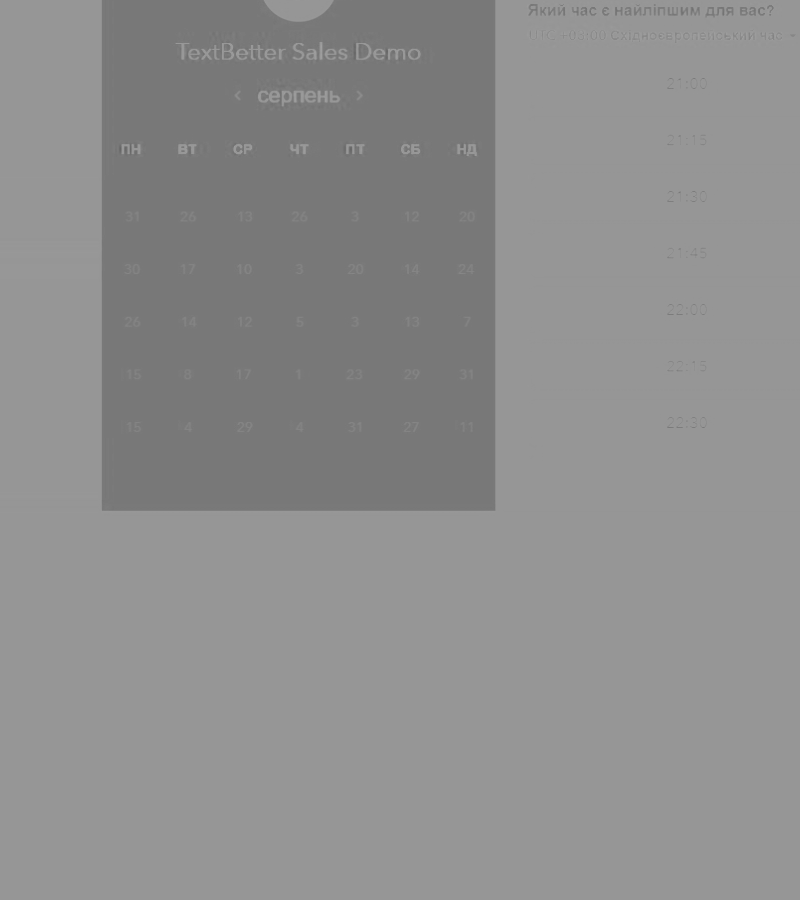 TextBetter Sales Demo
‹ серпень ›
ПН ВТ СР ЧТ ПТ СБ НД
31 26 13 26 3 12 20
30 17 10 3 20 14 24
26 14 12 5 3 13 7
15 8 17 1 23 29 31
15 4 29 4 31 27 11
Який час є найліпшим для вас?
UTC +03:00 Східноєвропейський час
21:00
21:15
21:30
21:45
22:00
22:15
22:30